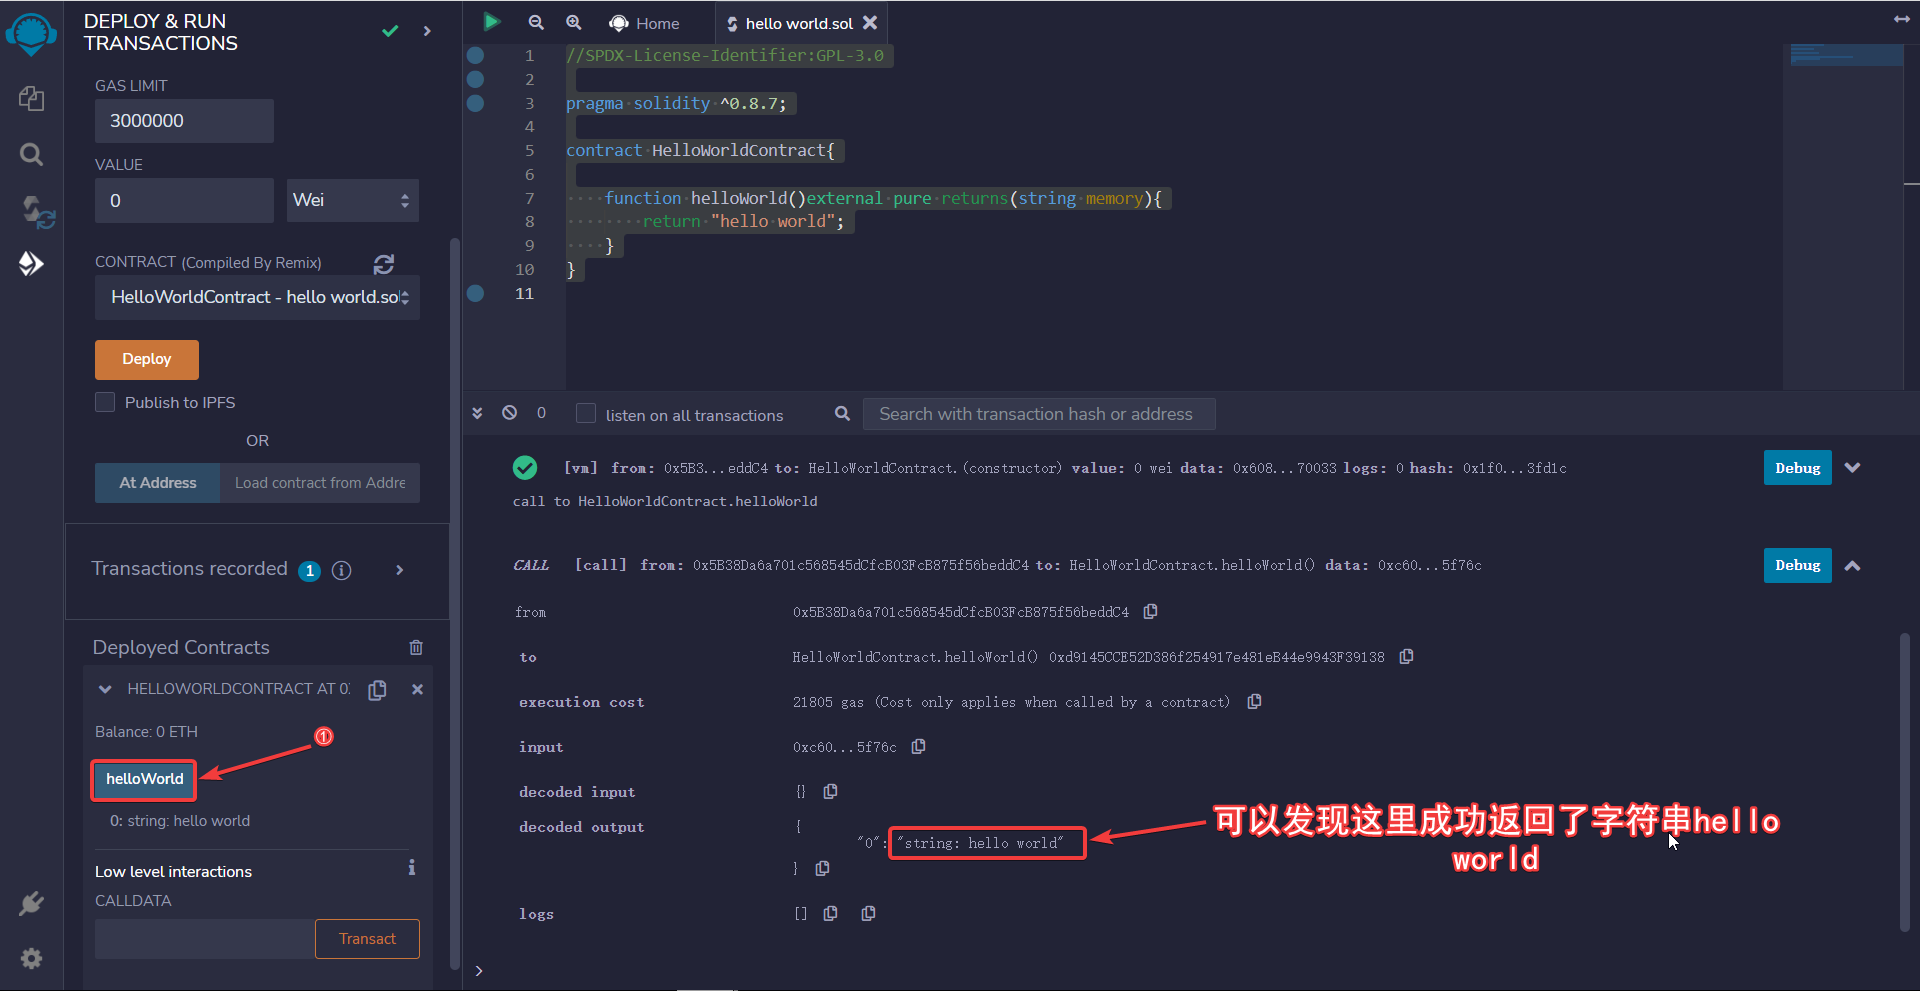 DEPLOY & RUN
TRANSACTIONS
GAS LIMIT
3000000
VALUE
0
Wei
CONTRACT (Compiled By Remix)
HelloWorldContract - hello world.so
Deploy
Publish to IPFS
OR
At Address
Load contract from Addre
Transactions recorded 1
Deployed Contracts
HELLOWORLDCONTRACT AT 0
Balance: 0 ETH
①
helloWorld
0: string: hello world
Low level interactions
CALLDATA
Transact
Home
hello world.sol
1 //SPDX-License-Identifier:GPL-3.0
2
3 pragma solidity ^0.8.7;
4
5 contract HelloWorldContract{
6
7 function helloWorld()external pure returns(string memory){
8 return "hello world";
9 }
10 }
11
0 listen on all transactions Search with transaction hash or address
[vm] from: 0x5B3...eddC4 to: HelloWorldContract.(constructor) value: 0 wei data: 0x608...70033 logs: 0 hash: 0x1f0...3fd1c Debug
call to HelloWorldContract.helloWorld
CALL [call] from: 0x5B38Da6a701c568545dCfcB03FcB875f56beddC4 to: HelloWorldContract.helloWorld() data: 0xc60...5f76c Debug
from 0x5B38Da6a701c568545dCfcB03FcB875f56beddC4
to HelloWorldContract.helloWorld() 0xd9145CCE52D386f254917e481eB44e9943F39138
execution cost 21805 gas (Cost only applies when called by a contract)
input 0xc60...5f76c
decoded input {}
decoded output {
"0": "string: hello world"
}
可以发现这里成功返回了字符串hello
world
logs []
>